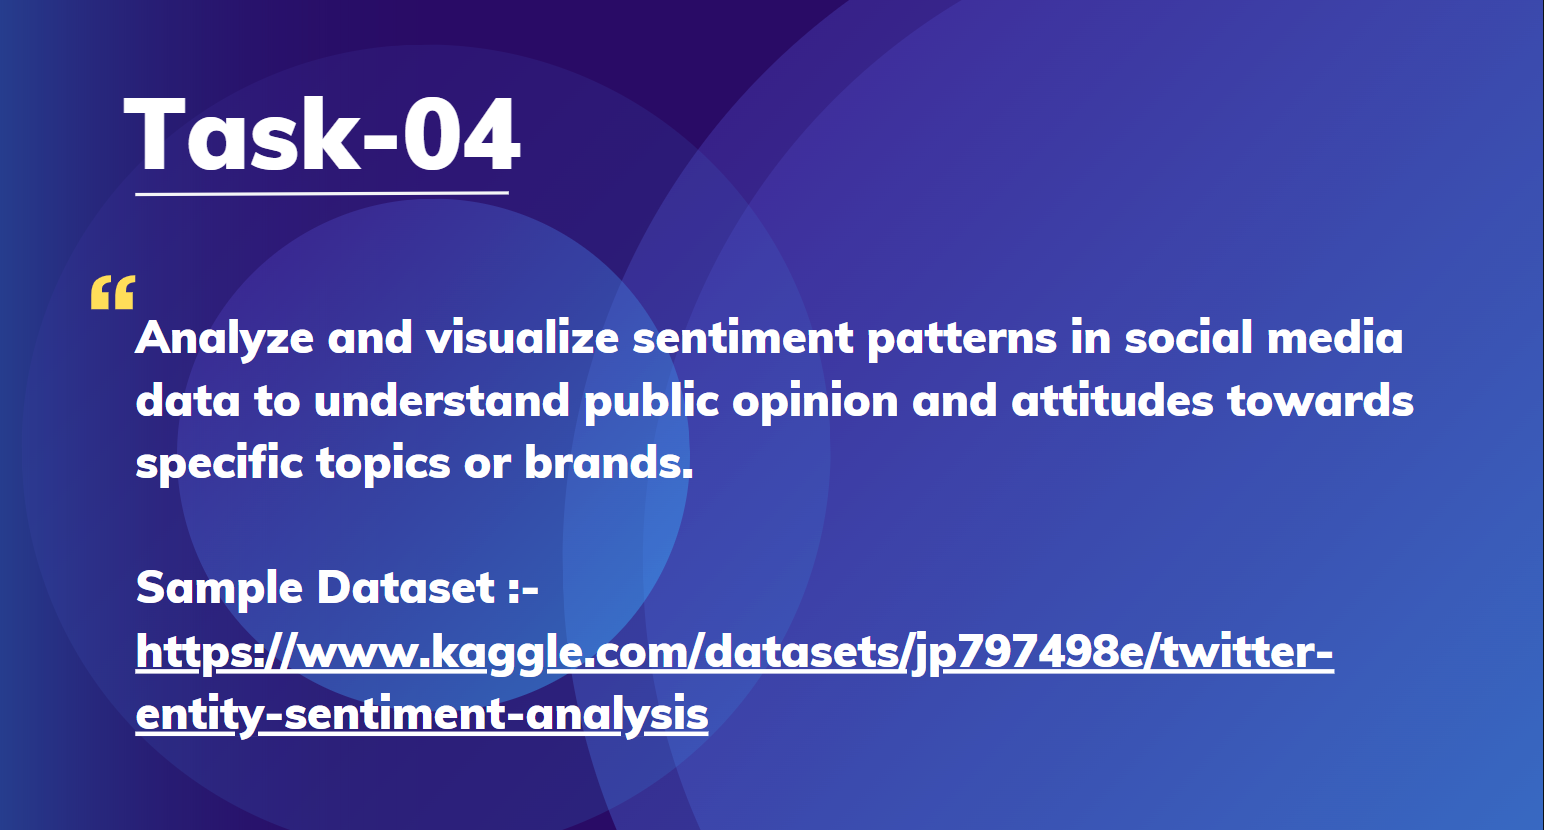 Task-04
“
Analyze and visualize sentiment patterns in social media
data to understand public opinion and attitudes towards
specific topics or brands.
Sample Dataset :-
https://www.kaggle.com/datasets/jp797498e/twitter-
entity-sentiment-analysis